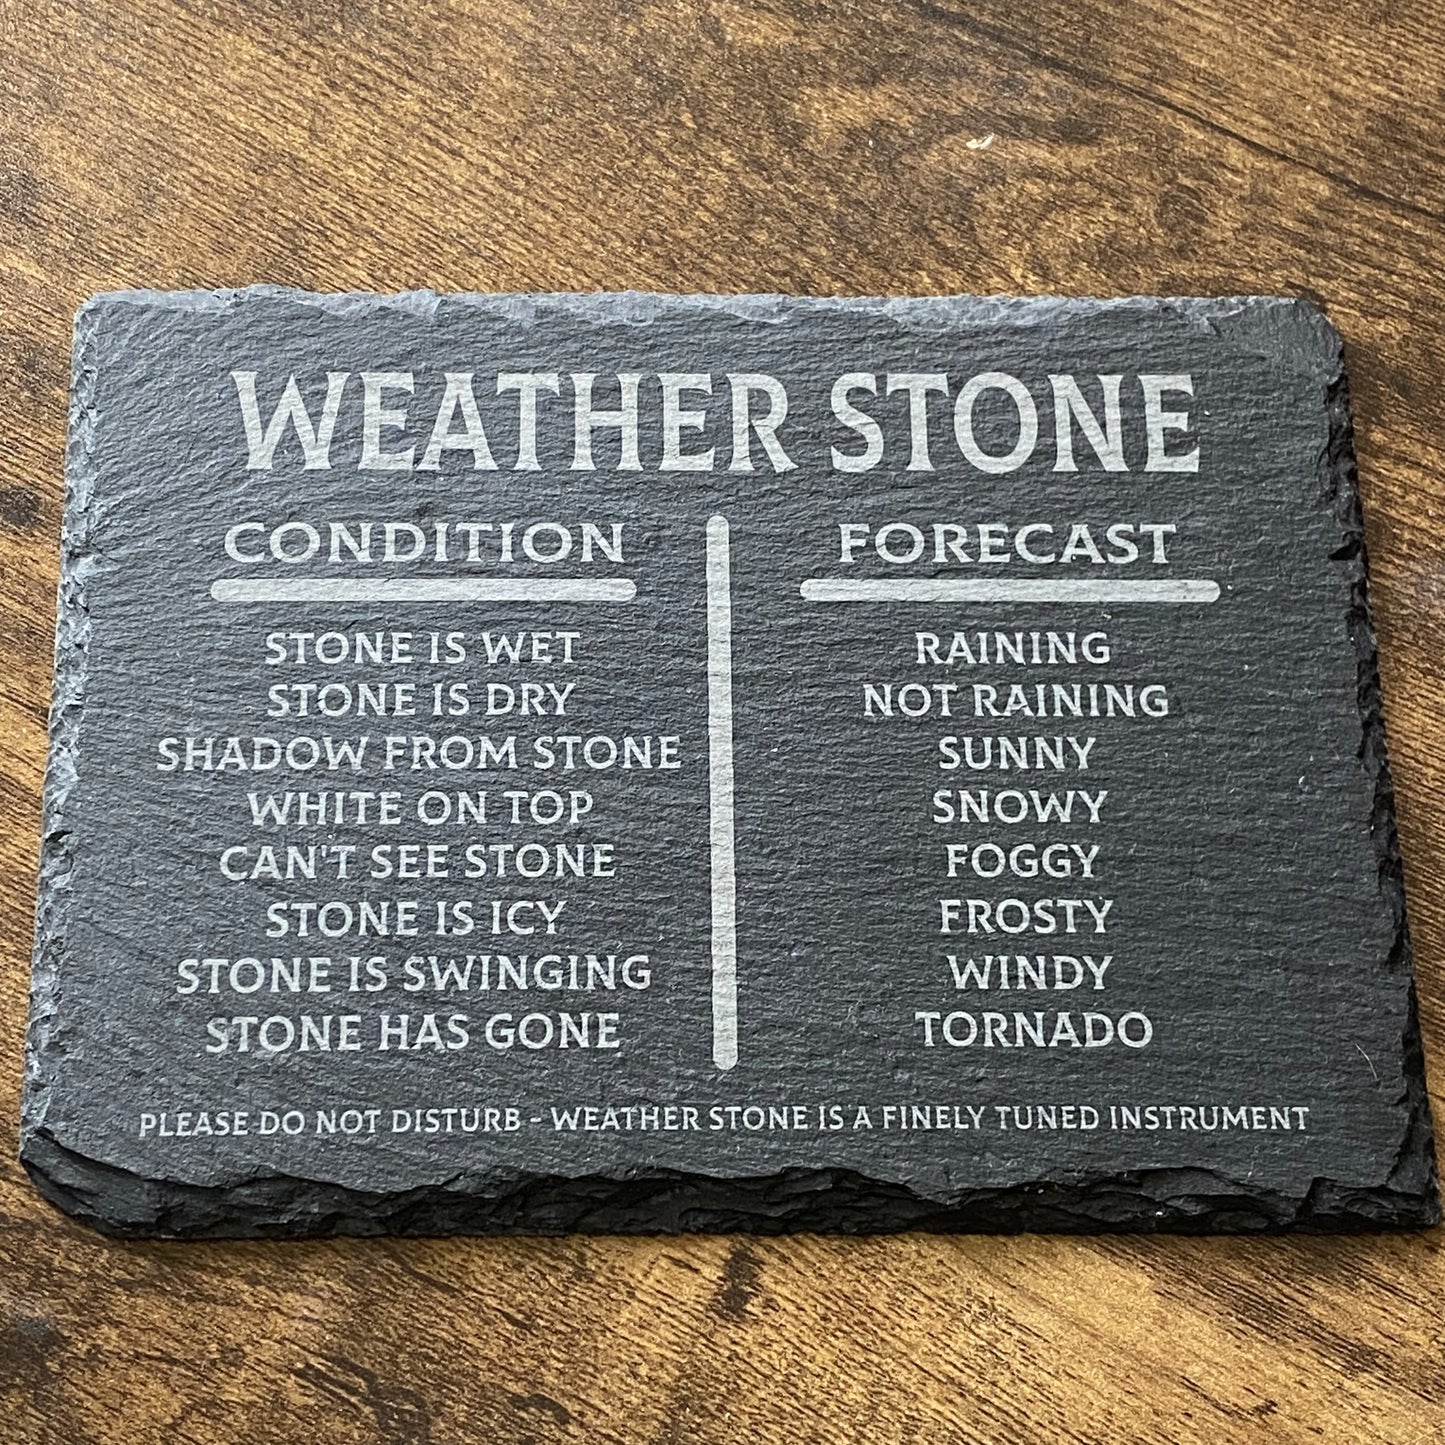 WEATHER STONE
CONDITION FORECAST
STONE IS WET RAINING
STONE IS DRY NOT RAINING
SHADOW FROM STONE SUNNY
WHITE ON TOP SNOWY
CAN'T SEE STONE FOGGY
STONE IS ICY FROSTY
STONE IS SWINGING WINDY
STONE HAS GONE TORNADO
PLEASE DO NOT DISTURB - WEATHER STONE IS A FINELY TUNED INSTRUMENT